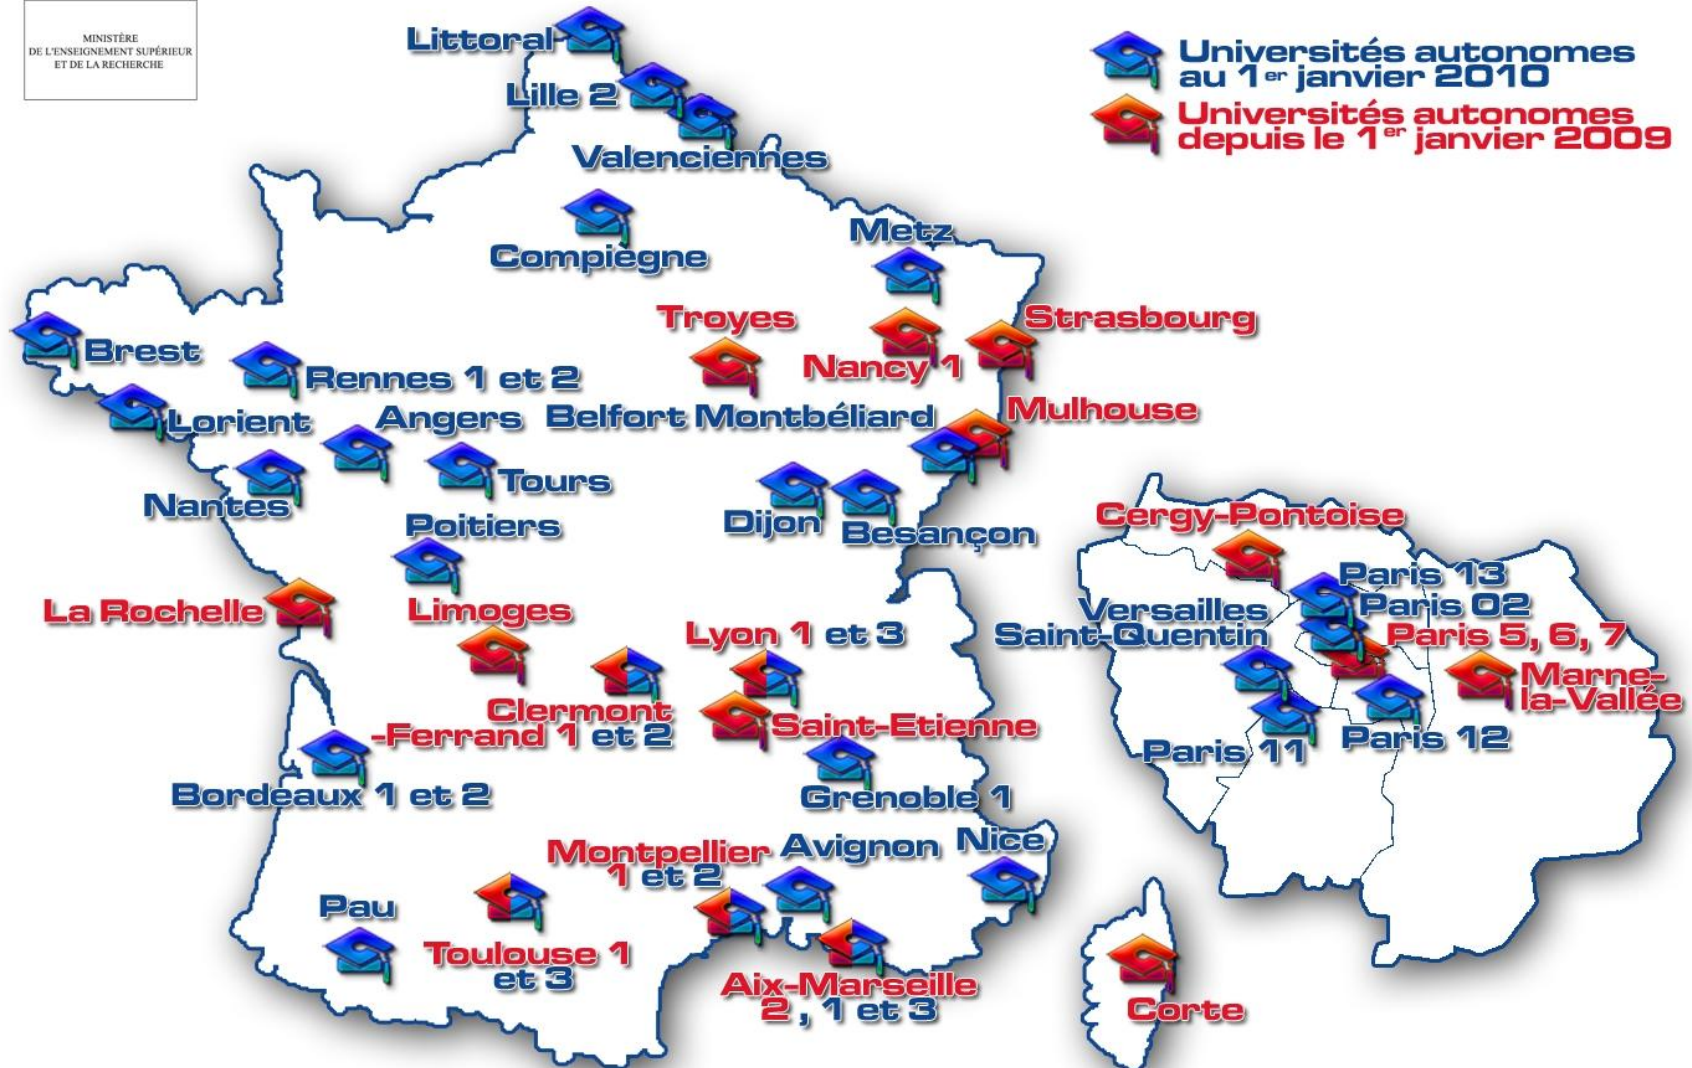 MINISTÈRE
DE L'ENSEIGNEMENT SUPÉRIEUR
ET DE LA RECHERCHE
Universités autonomes
au 1er janvier 2010
Universités autonomes
depuis le 1er janvier 2009
Littoral
Lille 2
Valenciennes
Compiègne
Metz
Troyes
Strasbourg
Nancy 1
Brest
Rennes 1 et 2
Lorient
Angers
Belfort Montbéliard
Mulhouse
Nantes
Tours
Dijon
Besançon
Poitiers
La Rochelle
Limoges
Lyon 1 et 3
Clermont
-Ferrand 1 et 2
Saint-Etienne
Bordeaux 1 et 2
Grenoble 1
Montpellier
1 et 2
Avignon
Nice
Pau
Toulouse 1
et 3
Aix-Marseille
2 , 1 et 3
Corte
Cergy-Pontoise
Paris 13
Paris 02
Versailles
Saint-Quentin
Paris 5, 6, 7
Marne-
la-Vallée
Paris 11
Paris 12